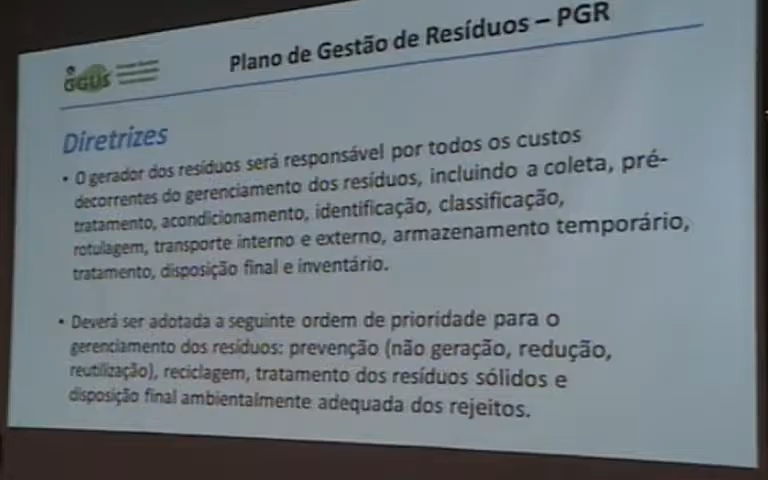 Plano de Gestão de Resíduos – PGR
GGUS
Diretrizes
• O gerador dos resíduos será responsável por todos os custos
decorrentes do gerenciamento dos resíduos, incluindo a coleta, pré-
tratamento, acondicionamento, identificação, classificação,
rotulagem, transporte interno e externo, armazenamento temporário,
tratamento, disposição final e inventário.
• Deverá ser adotada a seguinte ordem de prioridade para o
gerenciamento dos resíduos: prevenção (não geração, redução,
reutilização), reciclagem, tratamento dos resíduos sólidos e
disposição final ambientalmente adequada dos rejeitos.